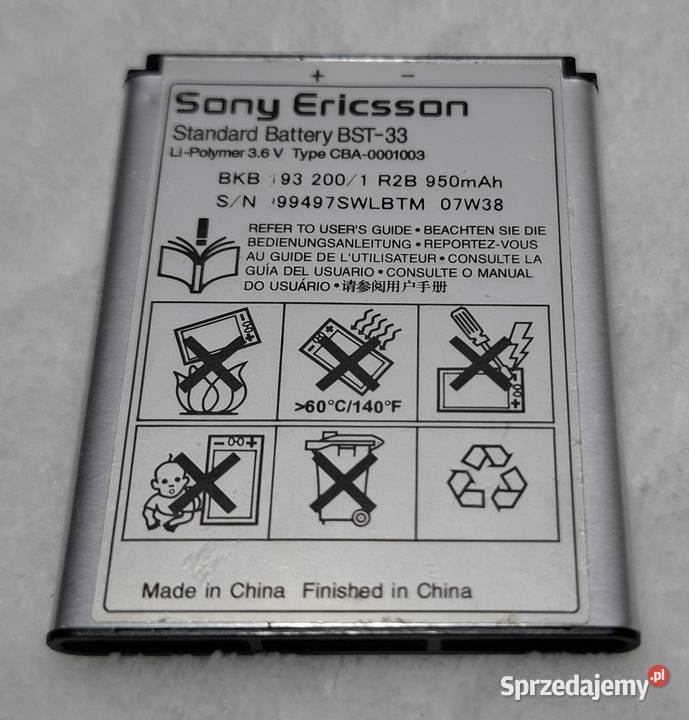 + −
Sony Ericsson
Standard Battery BST-33
Li-Polymer 3.6 V Type CBA-0001003
BKB 193 200/1 R2B 950mAh
S/N 99497SWLBTM 07W38
REFER TO USER'S GUIDE • BEACHTEN SIE DIE
BEDIENUNGSANLEITUNG • REPORTEZ-VOUS
AU GUIDE DE L'UTILISATEUR • CONSULTE LA
GUÍA DEL USUARIO • CONSULTE O MANUAL
DO USUÁRIO • 请参阅用户手册
>60°C/140°F
Made in China Finished in China
Sprzedajemy.pl